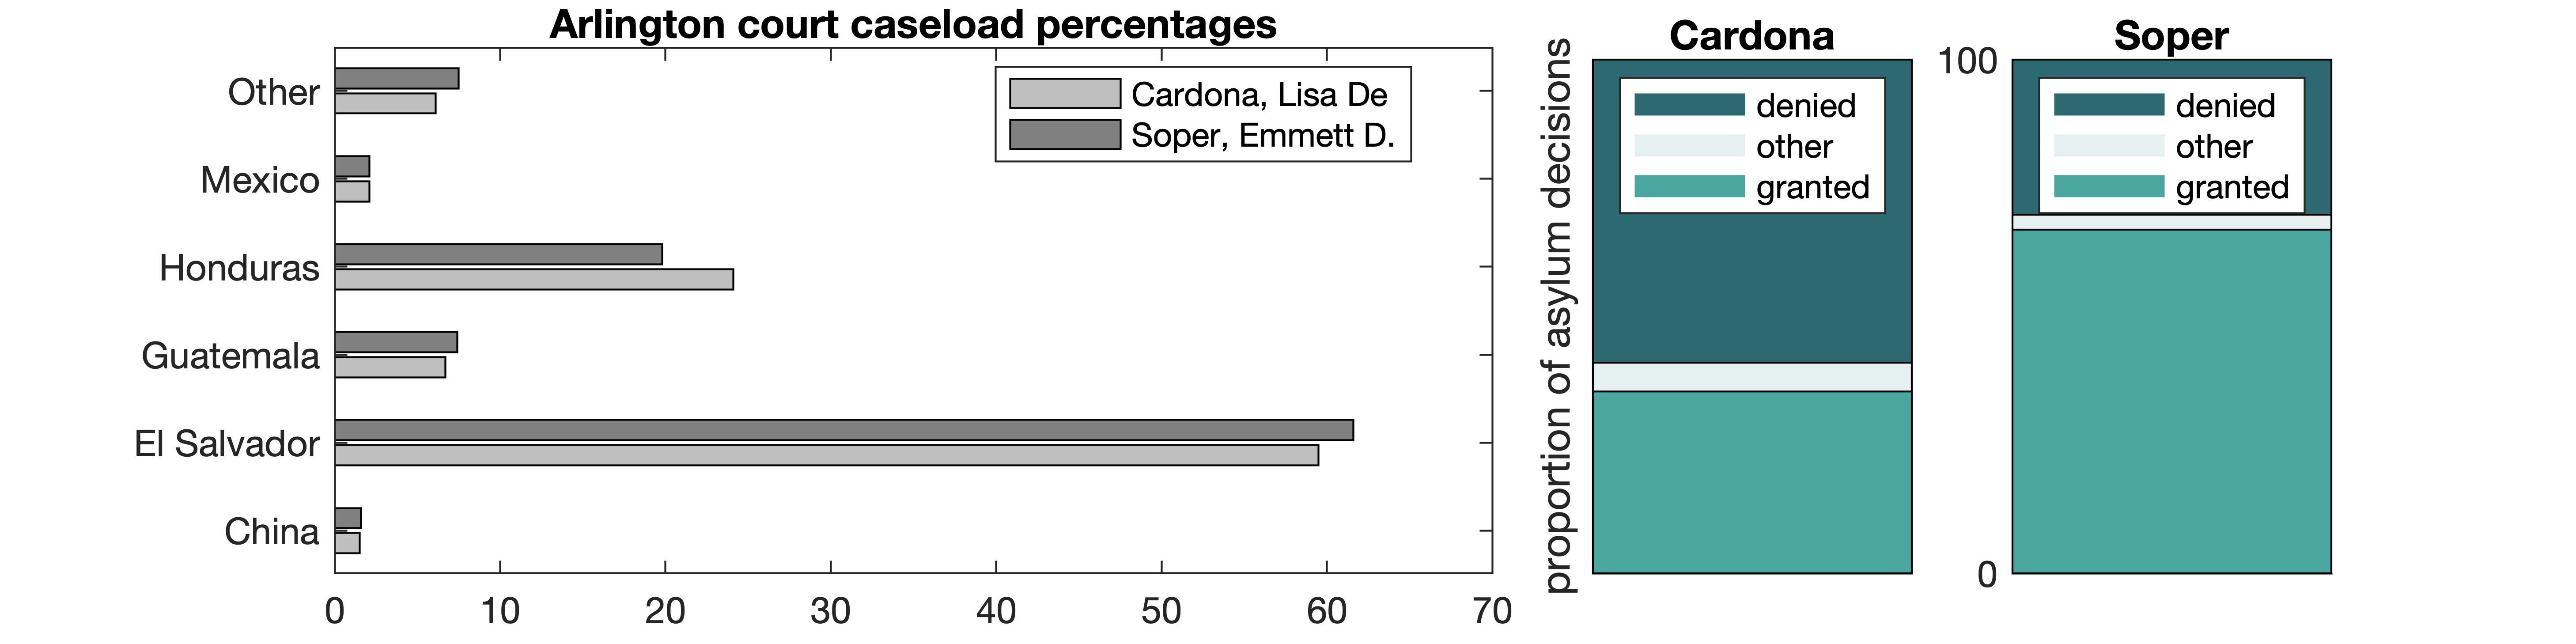 Arlington court caseload percentages
Other
Mexico
Honduras
Guatemala
El Salvador
China
0 10 20 30 40 50 60 70
Cardona, Lisa De
Soper, Emmett D.
proportion of asylum decisions
Cardona
denied
other
granted
Soper
100
0
denied
other
granted